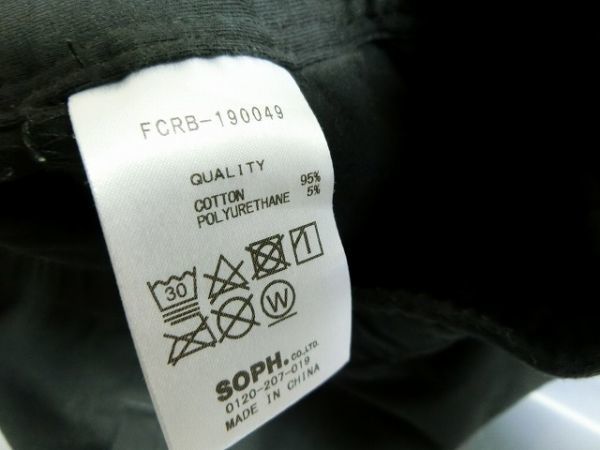 FCRB-190049
QUALITY
COTTON 95%
POLYURETHANE 5%
30
W
SOPH.CO.,LTD.
0120-207-019
MADE IN CHINA